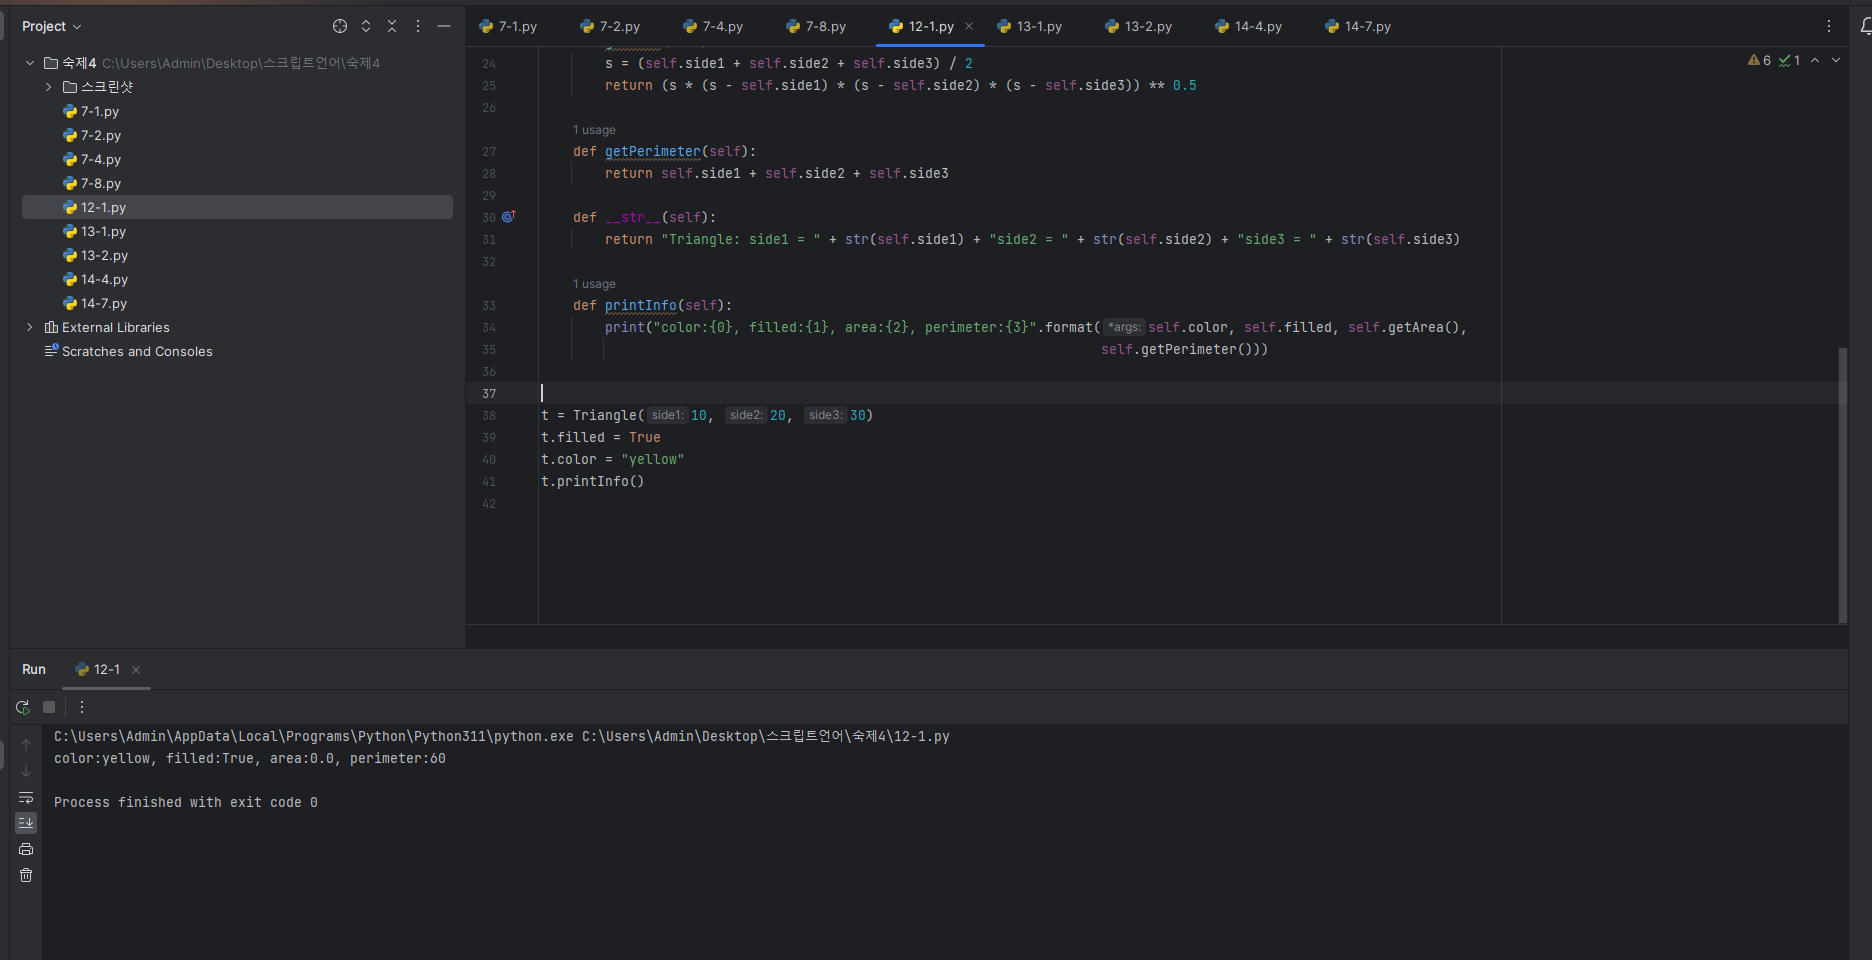 Project
7-1.py 7-2.py 7-4.py 7-8.py 12-1.py 13-1.py 13-2.py 14-4.py 14-7.py
숙제4 C:\Users\Admin\Desktop\스크립트언어\숙제4
스크린샷
7-1.py
7-2.py
7-4.py
7-8.py
12-1.py
13-1.py
13-2.py
14-4.py
14-7.py
External Libraries
Scratches and Consoles
6 1
24 s = (self.side1 + self.side2 + self.side3) / 2
25 return (s * (s - self.side1) * (s - self.side2) * (s - self.side3)) ** 0.5
26
1 usage
27 def getPerimeter(self):
28 return self.side1 + self.side2 + self.side3
29
30 def __str__(self):
31 return "Triangle: side1 = " + str(self.side1) + "side2 = " + str(self.side2) + "side3 = " + str(self.side3)
32
1 usage
33 def printInfo(self):
34 print("color:{0}, filled:{1}, area:{2}, perimeter:{3}".format( *args: self.color, self.filled, self.getArea(),
35 self.getPerimeter()))
36
37
38 t = Triangle( side1: 10, side2: 20, side3: 30)
39 t.filled = True
40 t.color = "yellow"
41 t.printInfo()
42
Run 12-1
C:\Users\Admin\AppData\Local\Programs\Python\Python311\python.exe C:\Users\Admin\Desktop\스크립트언어\숙제4\12-1.py
color:yellow, filled:True, area:0.0, perimeter:60
Process finished with exit code 0